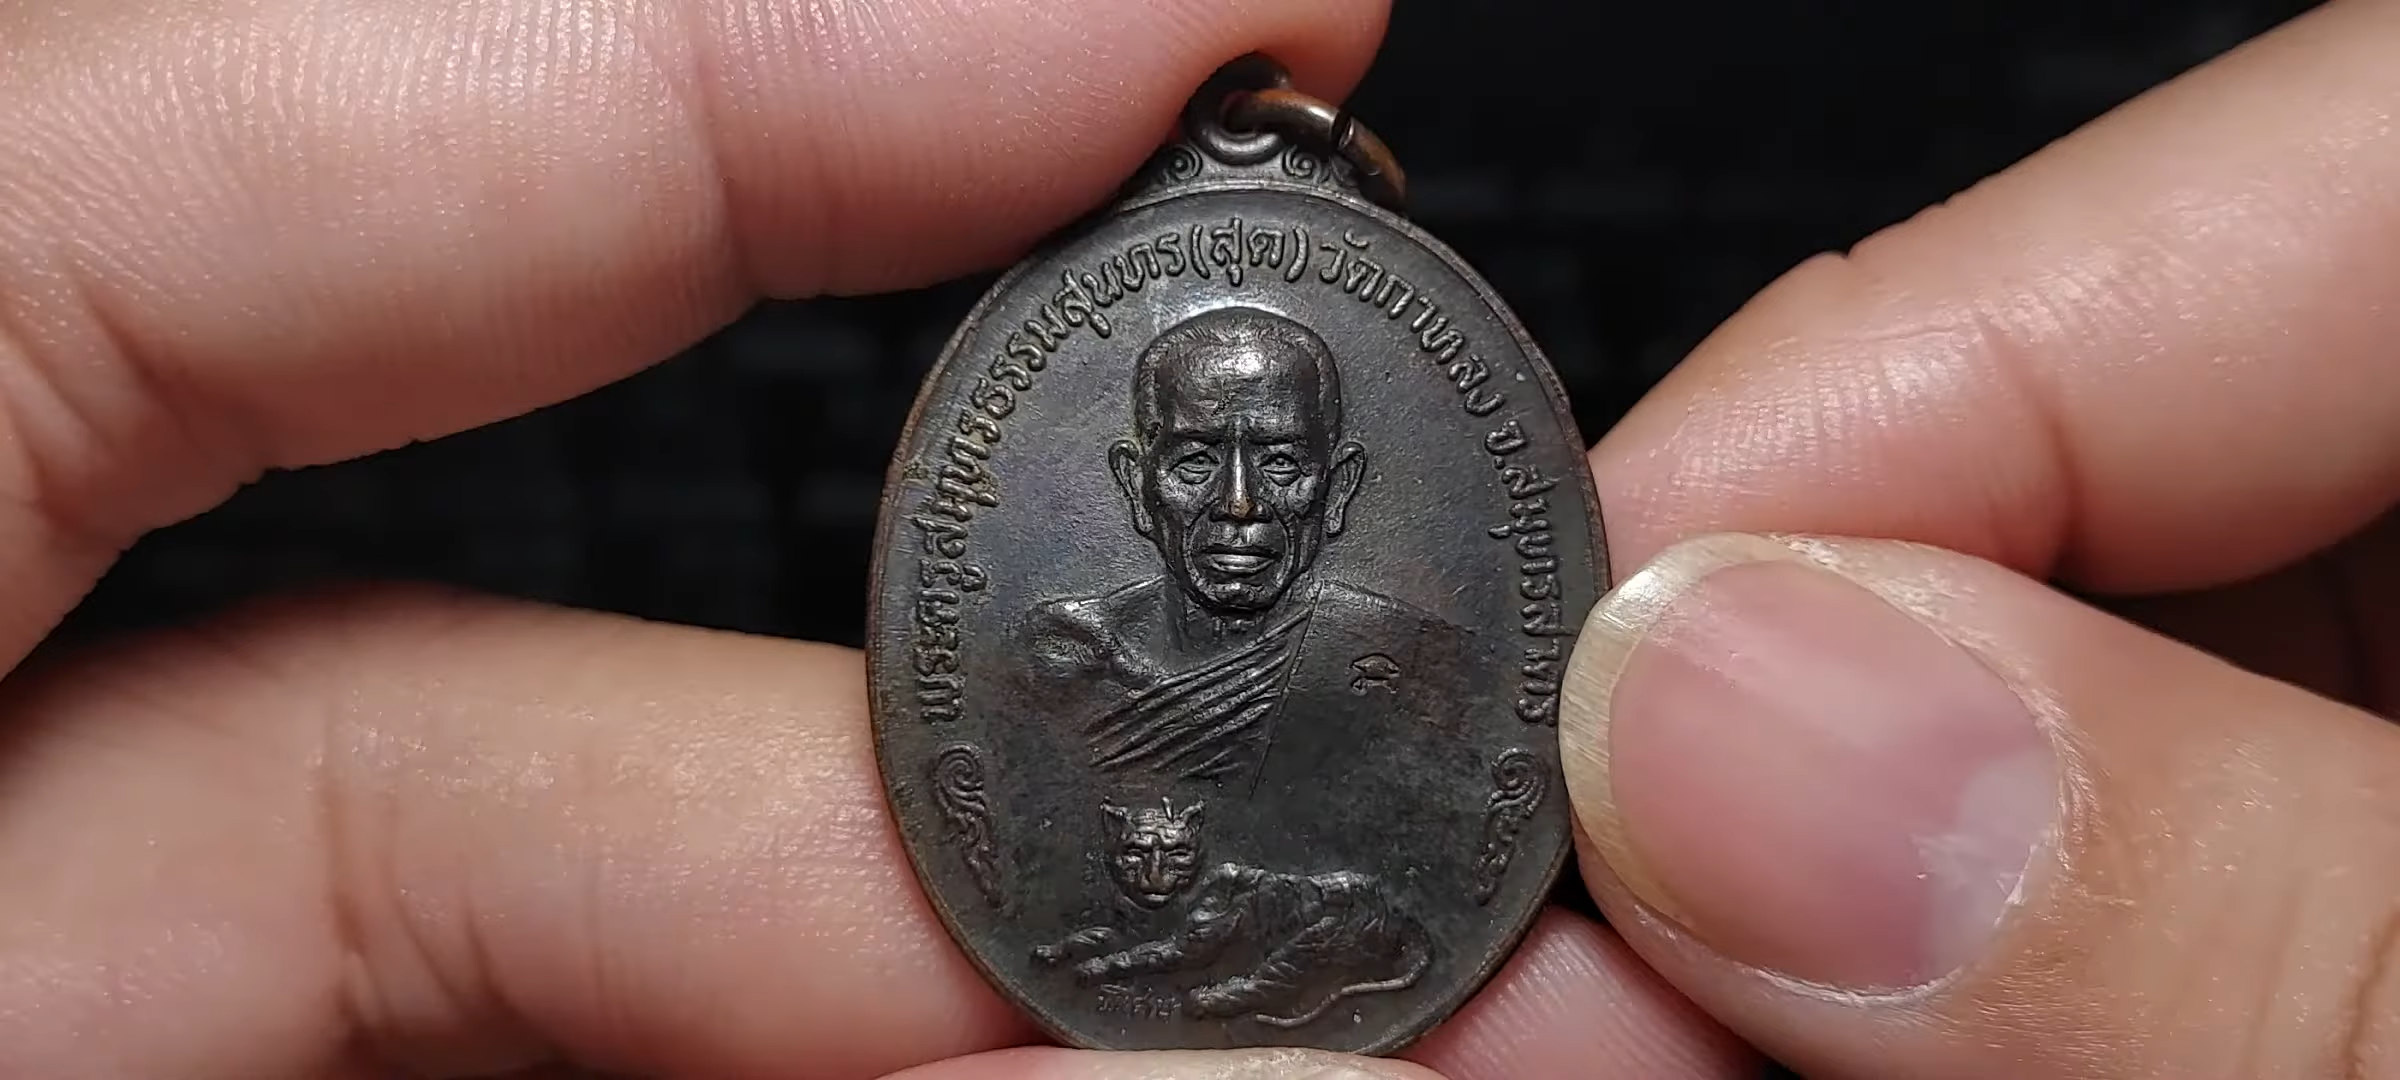 พระครูสมุทรธรรมสุนทร(สุด) วัดกาหลง จ.สมุทรสาคร